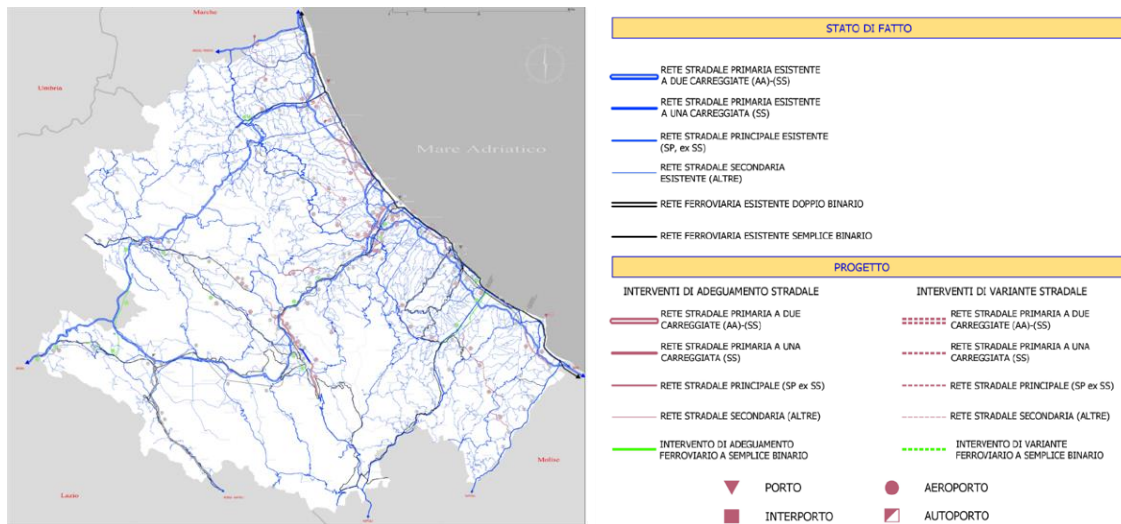 Marche
Umbria
Mare Adriatico
Lazio
Molise
STATO DI FATTO
RETE STRADALE PRIMARIA ESISTENTE
A DUE CARREGGIATE (AA)-(SS)
RETE STRADALE PRIMARIA ESISTENTE
A UNA CARREGGIATA (SS)
RETE STRADALE PRINCIPALE ESISTENTE
(SP, ex SS)
RETE STRADALE SECONDARIA
ESISTENTE (ALTRE)
RETE FERROVIARIA ESISTENTE DOPPIO BINARIO
RETE FERROVIARIA ESISTENTE SEMPLICE BINARIO
PROGETTO
INTERVENTI DI ADEGUAMENTO STRADALE
RETE STRADALE PRIMARIA A DUE
CARREGGIATE (AA)-(SS)
RETE STRADALE PRIMARIA A UNA
CARREGGIATA (SS)
RETE STRADALE PRINCIPALE (SP ex SS)
RETE STRADALE SECONDARIA (ALTRE)
INTERVENTO DI ADEGUAMENTO
FERROVIARIO A SEMPLICE BINARIO
INTERVENTI DI VARIANTE STRADALE
RETE STRADALE PRIMARIA A DUE
CARREGGIATE (AA)-(SS)
RETE STRADALE PRIMARIA A UNA
CARREGGIATA (SS)
RETE STRADALE PRINCIPALE (SP ex SS)
RETE STRADALE SECONDARIA (ALTRE)
INTERVENTO DI VARIANTE
FERROVIARIO A SEMPLICE BINARIO
PORTO
AEROPORTO
INTERPORTO
AUTOPORTO